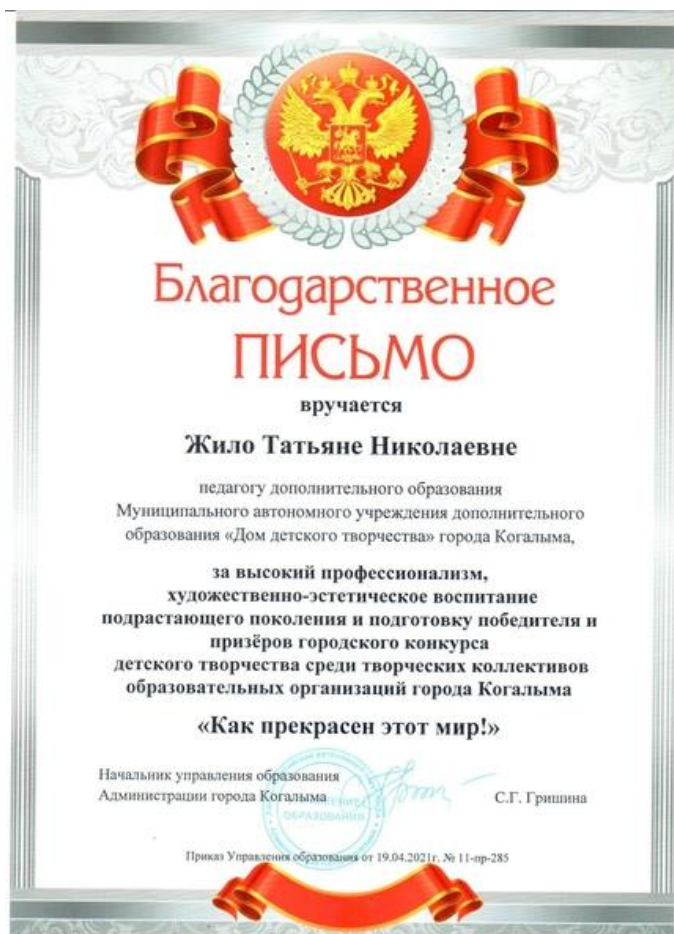 Благодарственное
ПИСЬМО
вручается
Жило Татьяне Николаевне
педагогу дополнительного образования
Муниципального автономного учреждения дополнительного
образования «Дом детского творчества» города Когалыма,
за высокий профессионализм,
художественно-эстетическое воспитание
подрастающего поколения и подготовку победителя и
призёров городского конкурса
детского творчества среди творческих коллективов
образовательных организаций города Когалыма
«Как прекрасен этот мир!»
Начальник управления образования
Администрации города Когалыма
С.Г. Гришина
УПРАВЛЕНИЕ
ОБРАЗОВАНИЯ
Приказ Управления образования от 19.04.2021г. № 11-пр-285